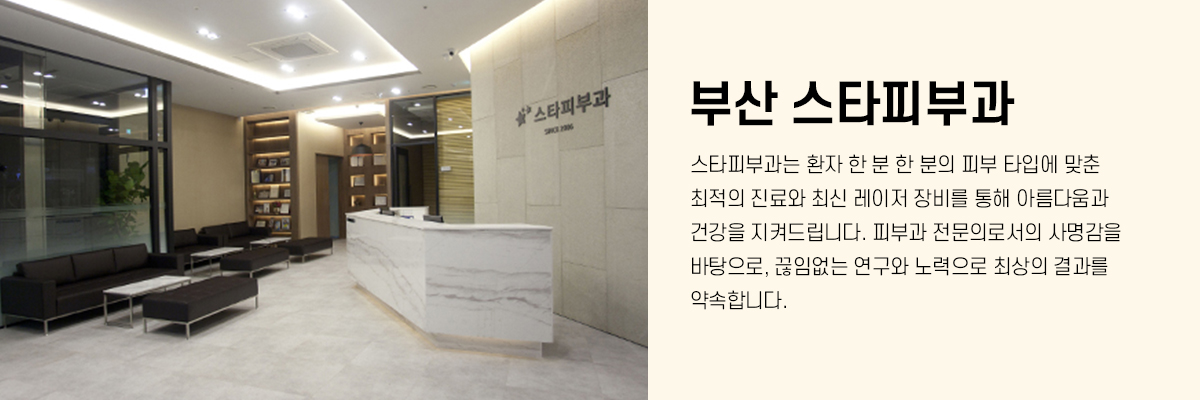 스타피부과
SINCE 2006
부산 스타피부과
스타피부과는 환자 한 분 한 분의 피부 타입에 맞춘
최적의 진료와 최신 레이저 장비를 통해 아름다움과
건강을 지켜드립니다. 피부과 전문의로서의 사명감을
바탕으로, 끊임없는 연구와 노력으로 최상의 결과를
약속합니다.